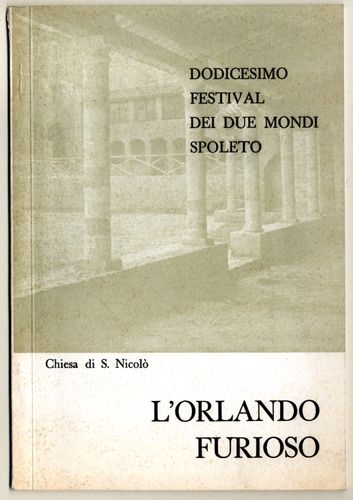 DODICESIMO
FESTIVAL
DEI DUE MONDI
SPOLETO
Chiesa di S. Nicolò
L'ORLANDO
FURIOSO